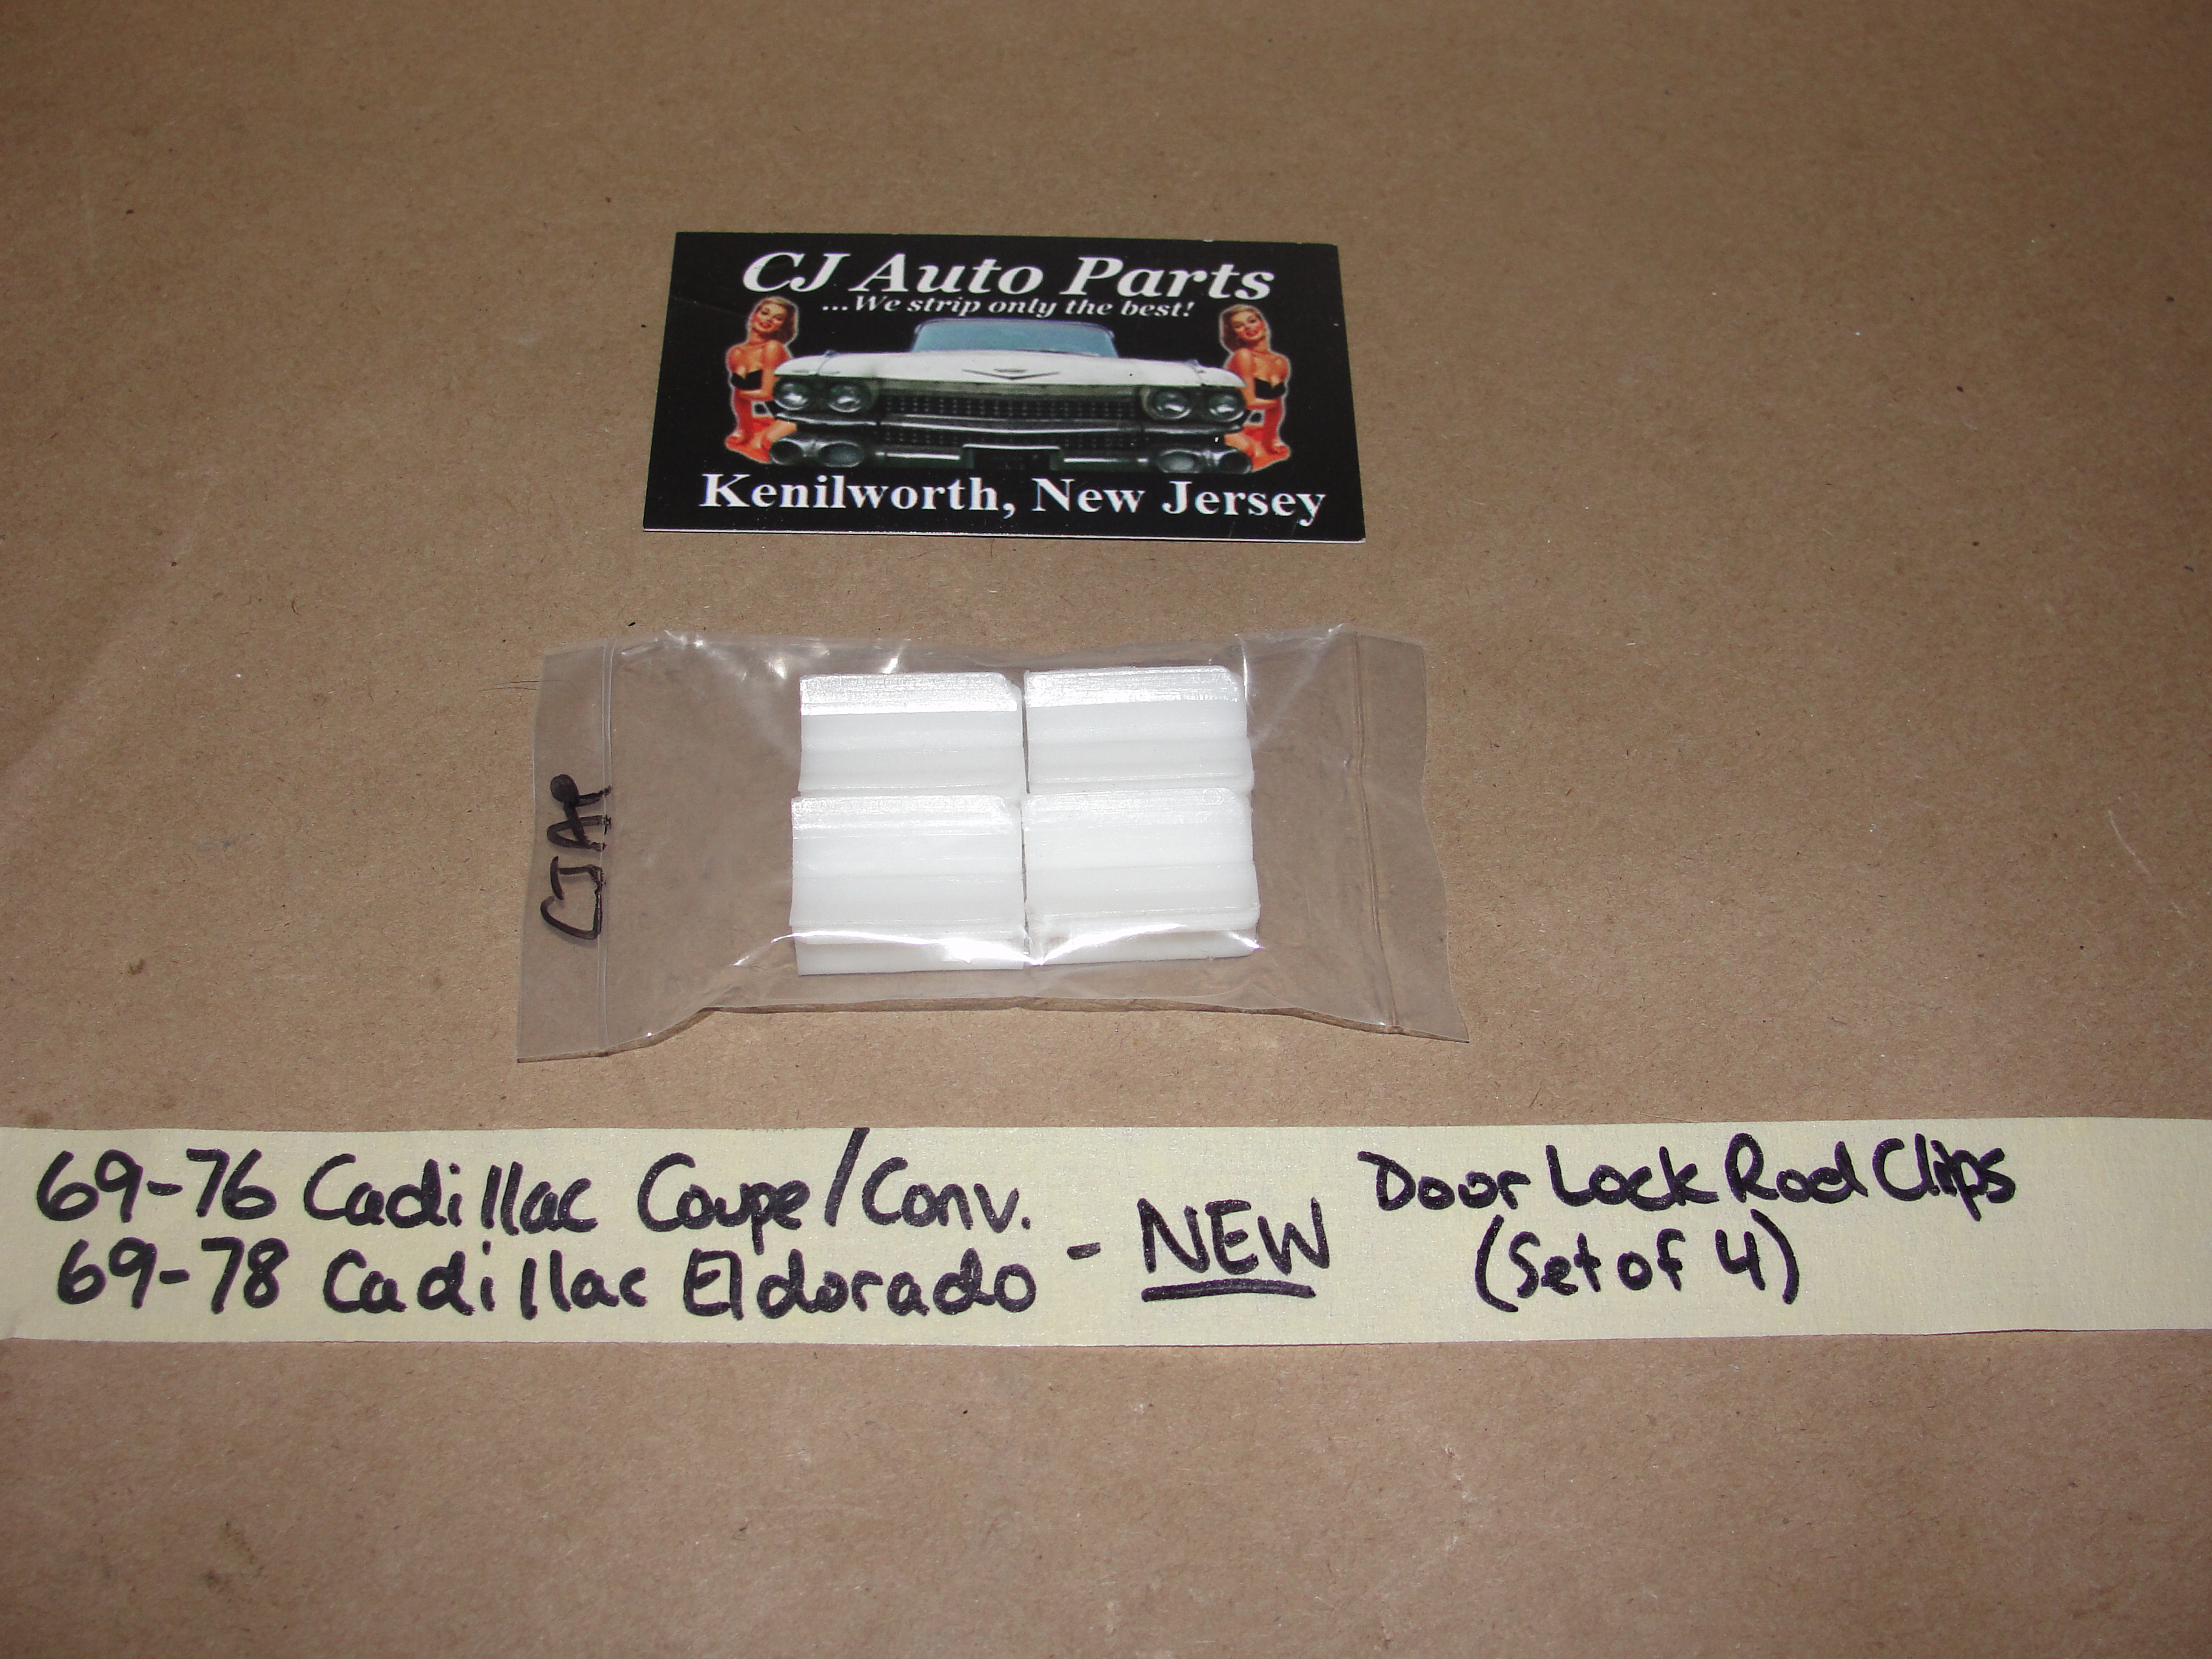 CJ Auto Parts
...We strip only the best!
Kenilworth, New Jersey
CJAP
69-76 Cadillac Coupe/Conv.
69-78 Cadillac Eldorado
- NEW
Door Lock Rod Clips
(Set of 4)